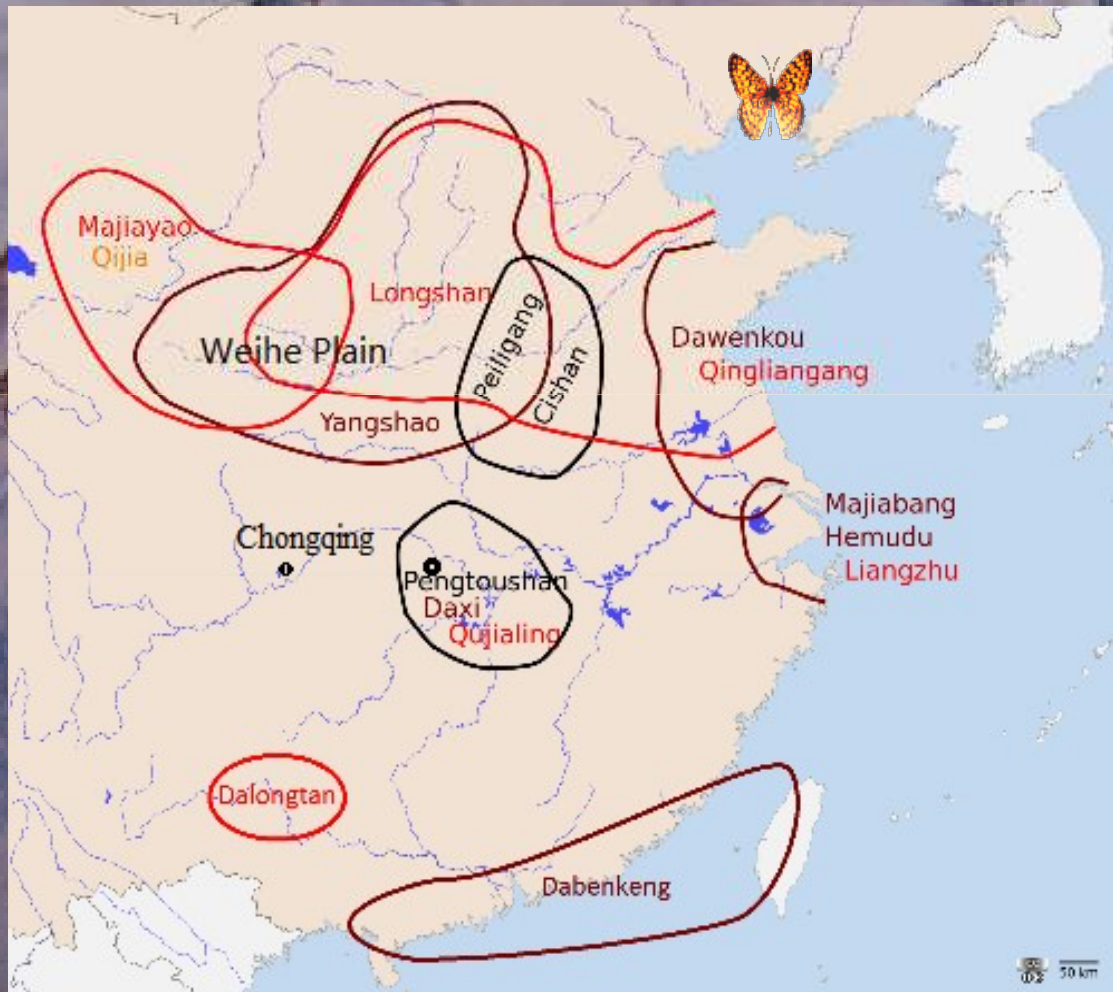 Majiayao
Qijia
Longshan
Weihe Plain
Peiligang
Cishan
Yangshao
Dawenkou
Qingliangang
Majiabang
Hemudu
Liangzhu
Chongqing
Pengtoushan
Daxi
Qujialing
Dalongtan
Dabenkeng
50 km